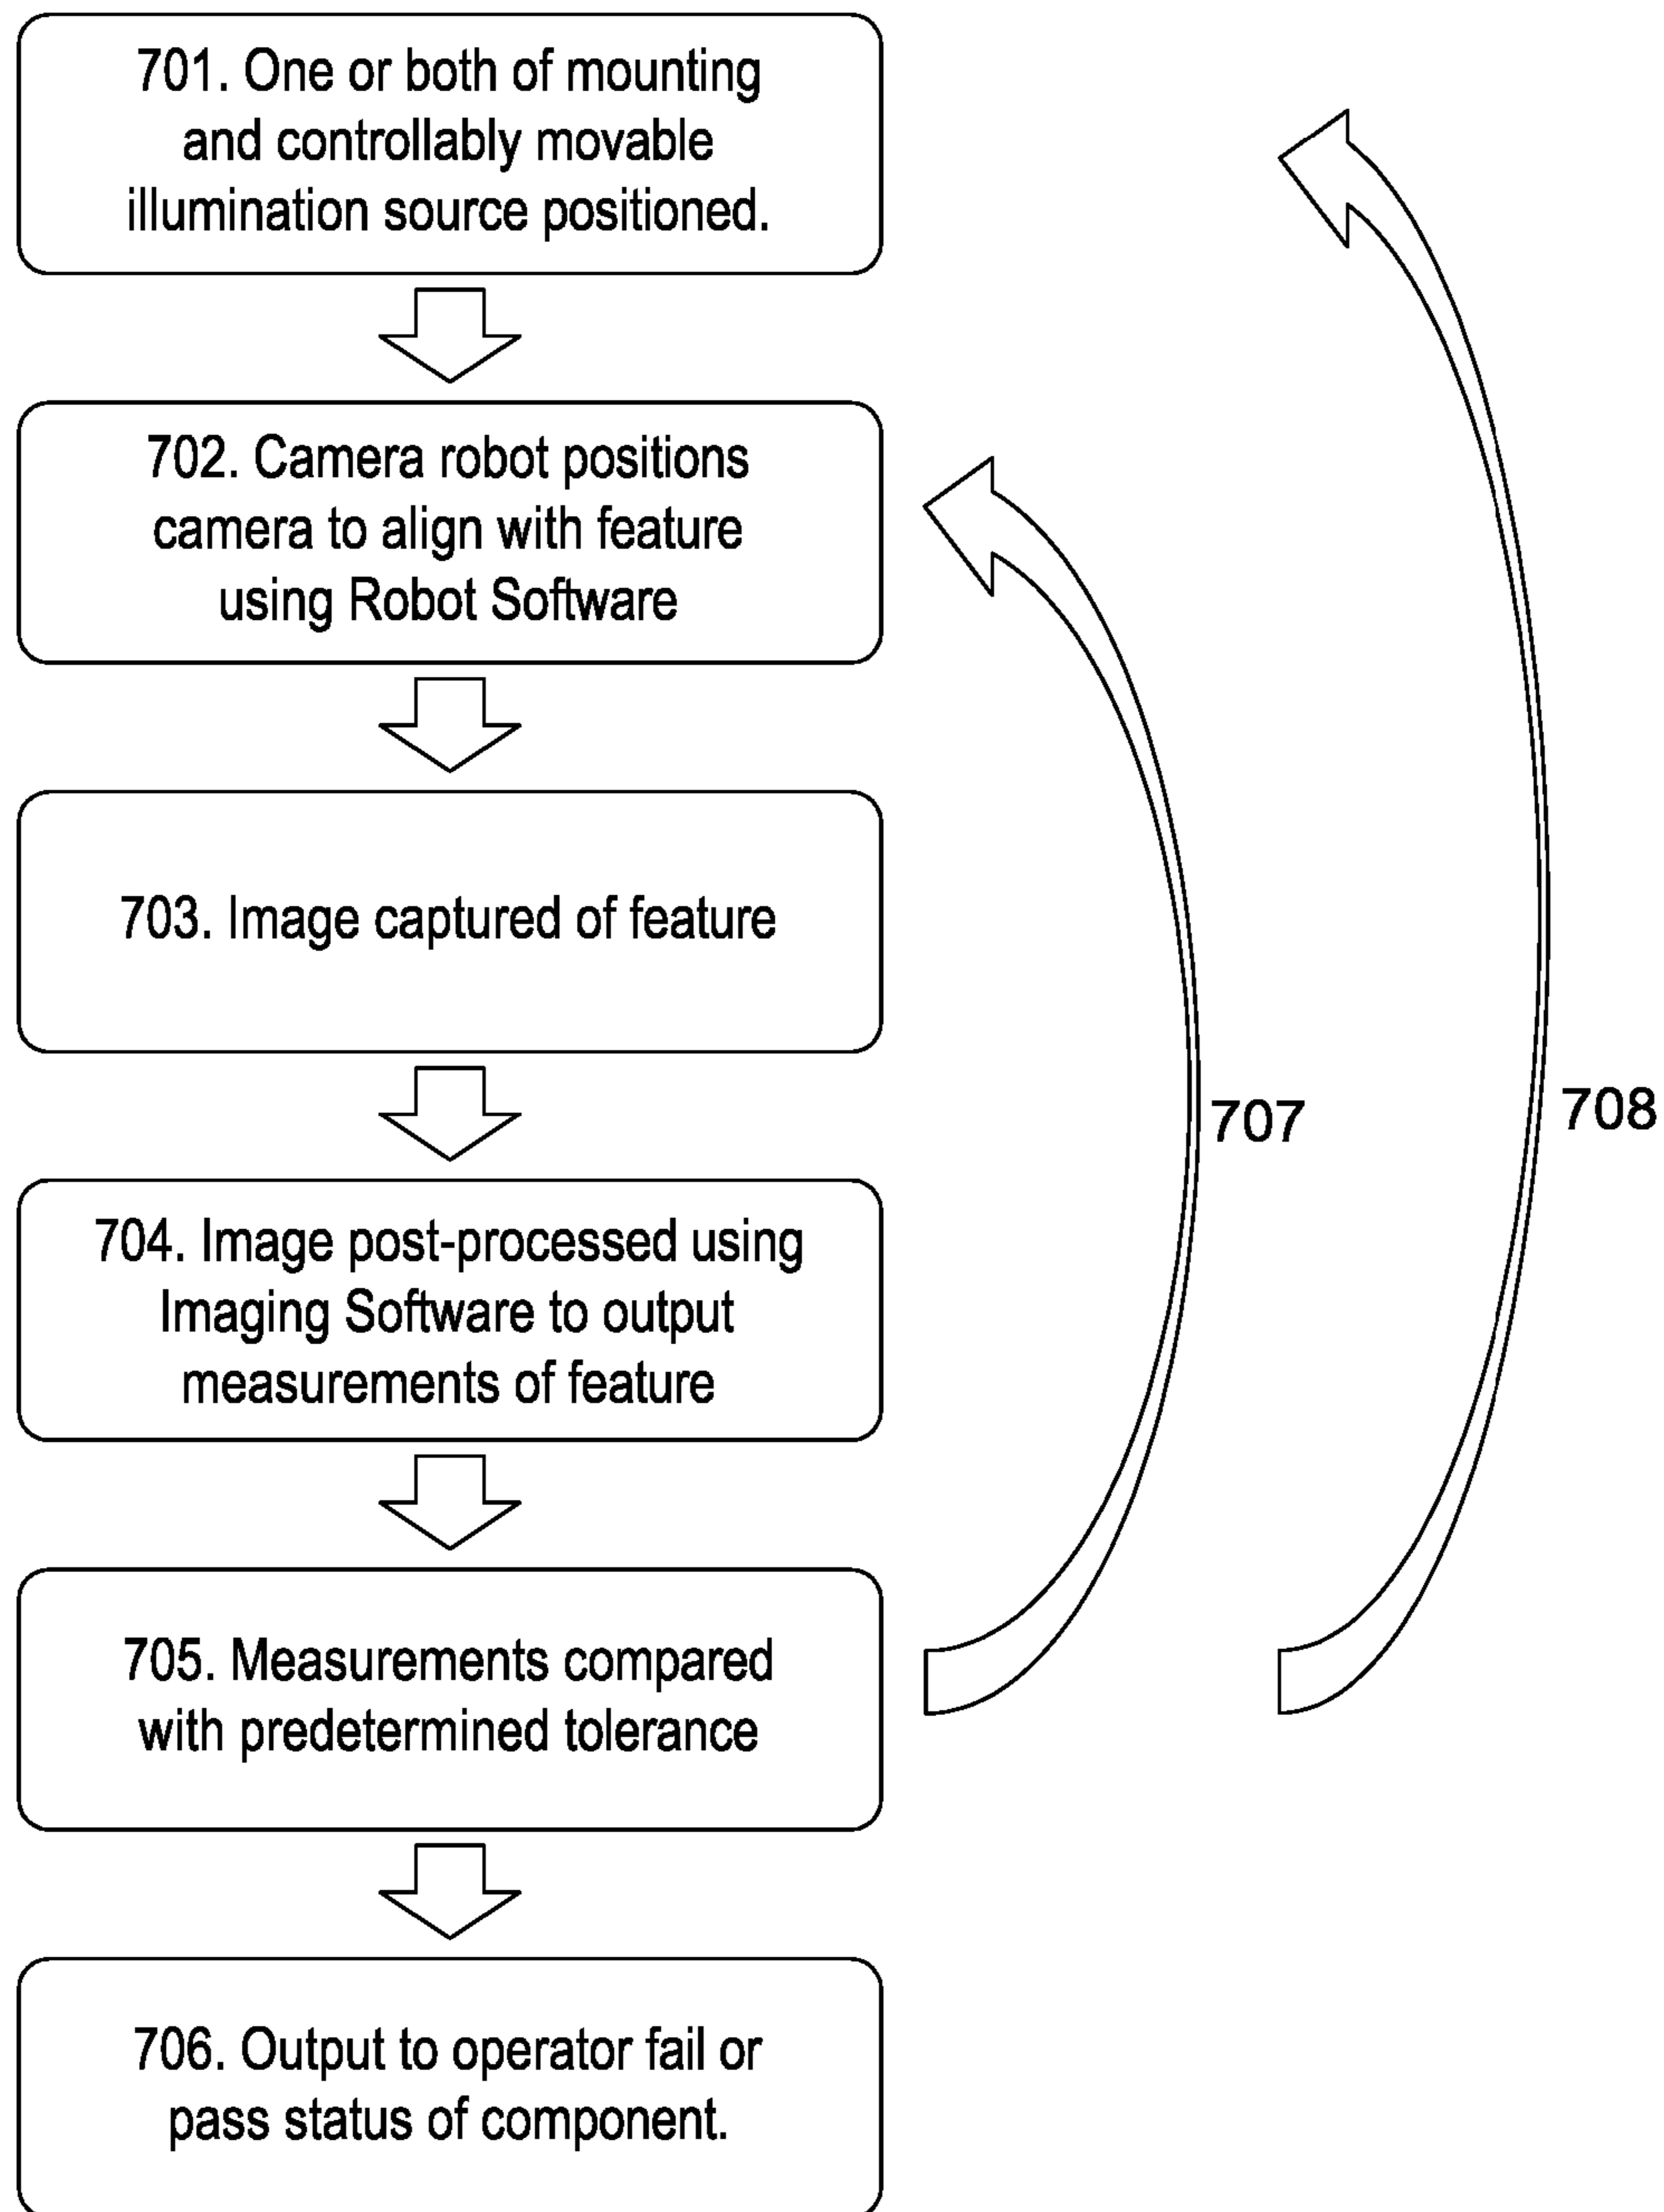 701. One or both of mounting
and controllably movable
illumination source positioned.
702. Camera robot positions
camera to align with feature
using Robot Software
703. Image captured of feature
704. Image post-processed using
Imaging Software to output
measurements of feature
705. Measurements compared
with predetermined tolerance
706. Output to operator fail or
pass status of component.
707
708